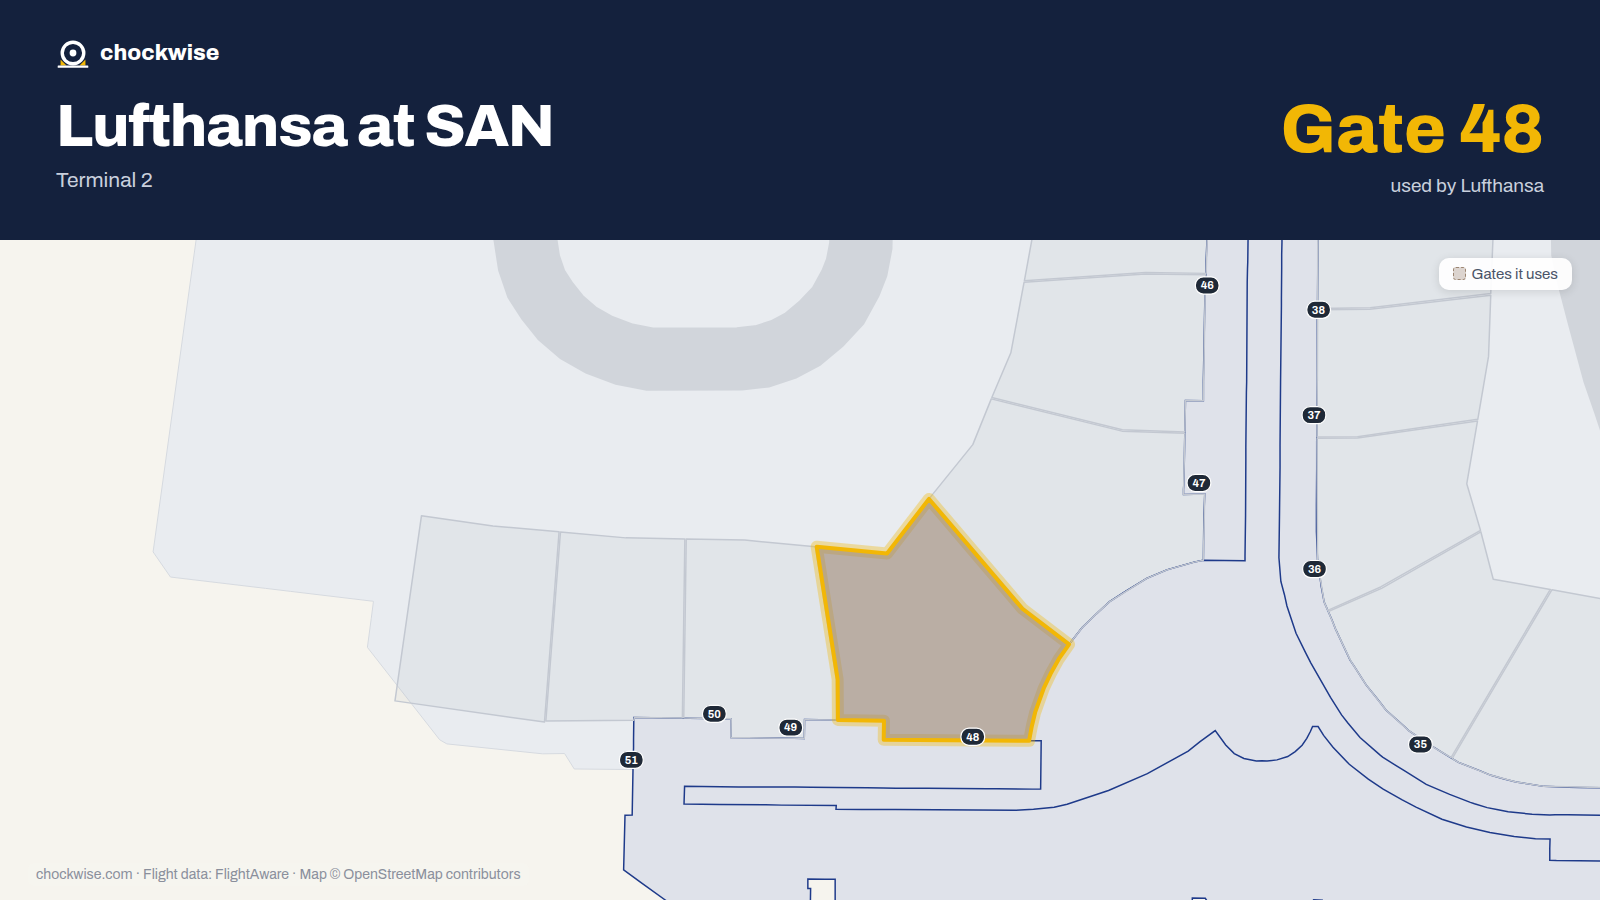 chockwise
Lufthansa at SAN
Terminal 2
Gate 48
used by Lufthansa
Gates it uses
46
38
37
47
36
50
49
48
35
51
chockwise.com · Flight data: FlightAware · Map © OpenStreetMap contributors